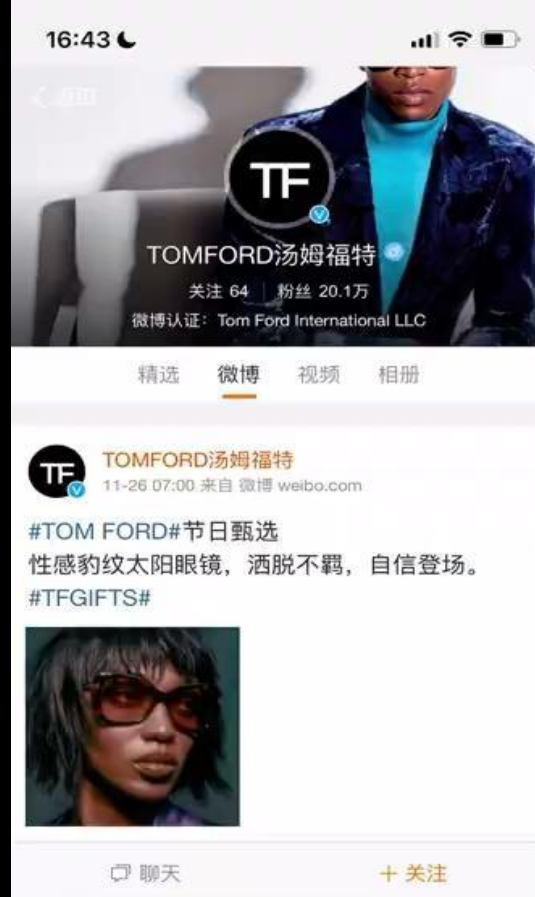 16:43
返回
TF
TOMFORD汤姆福特
关注 64 粉丝 20.1万
微博认证：Tom Ford International LLC
精选 微博 视频 相册
TF
TOMFORD汤姆福特
11-26 07:00 来自 微博 weibo.com
#TOM FORD#节日甄选
性感豹纹太阳眼镜，洒脱不羁，自信登场。
#TFGIFTS#
聊天 + 关注